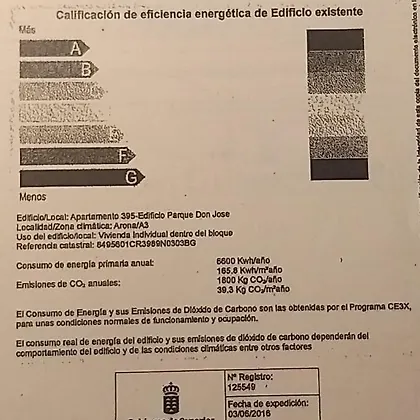 Calificación de eficiencia energética de Edificio existente
Más
A
B
C
E
F
G
Menos
Edificio/Local: Apartamento 395-Edificio Parque Don Jose
Localidad/Zona climática: Arona/A3
Uso del edificio/local: Vivienda Individual dentro del bloque
Referencia catastral: 8495601CR3989N0303BG
Consumo de energía primaria anual: 6600 Kwh/año
165,8 Kwh/m²año
Emisiones de CO₂ anuales: 1800 Kg CO₂/año
39,3 Kg CO₂/m²año
El Consumo de Energía y sus Emisiones de Dióxido de Carbono son las obtenidas por el Programa CE3X,
para unas condiciones normales de funcionamiento y ocupación.
El consumo real de energía del edificio y sus emisiones de dióxido de carbono dependerán del
comportamiento del edificio y de las condiciones climáticas entre otros factores
Nº Registro:
125549
Fecha de expedición:
03/06/2016